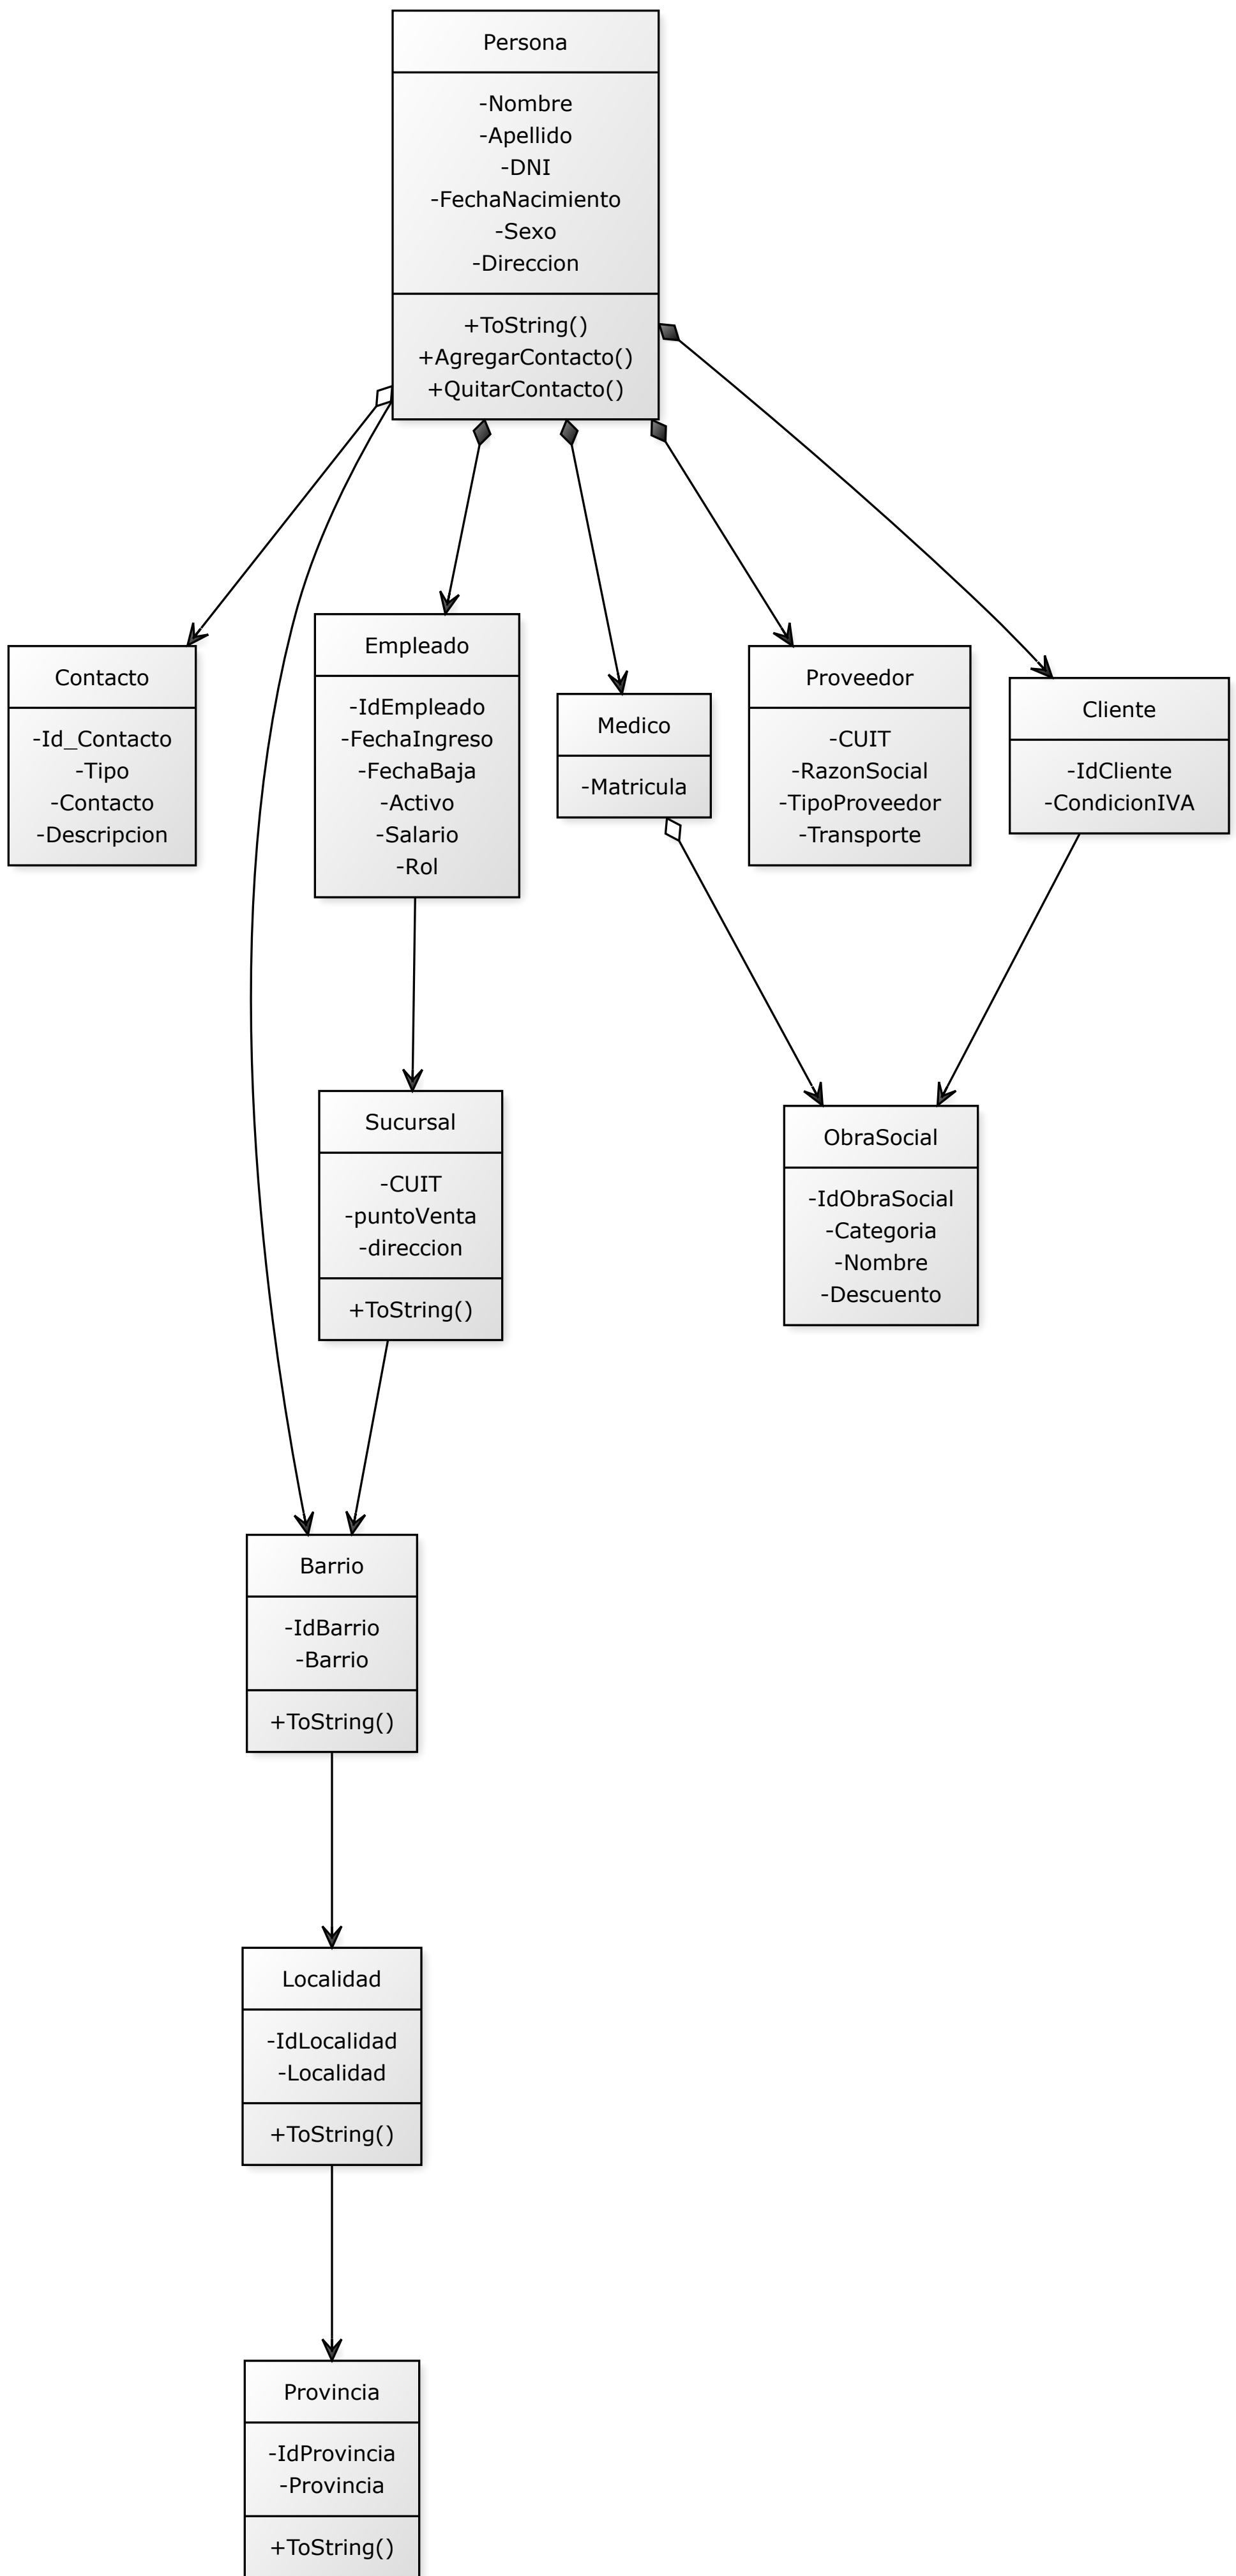 Persona
-Nombre
-Apellido
-DNI
-FechaNacimiento
-Sexo
-Direccion
+ToString()
+AgregarContacto()
+QuitarContacto()
Contacto
-Id_Contacto
-Tipo
-Contacto
-Descripcion
Empleado
-IdEmpleado
-FechaIngreso
-FechaBaja
-Activo
-Salario
-Rol
Medico
-Matricula
Proveedor
-CUIT
-RazonSocial
-TipoProveedor
-Transporte
Cliente
-IdCliente
-CondicionIVA
Sucursal
-CUIT
-puntoVenta
-direccion
+ToString()
ObraSocial
-IdObraSocial
-Categoria
-Nombre
-Descuento
Barrio
-IdBarrio
-Barrio
+ToString()
Localidad
-IdLocalidad
-Localidad
+ToString()
Provincia
-IdProvincia
-Provincia
+ToString()